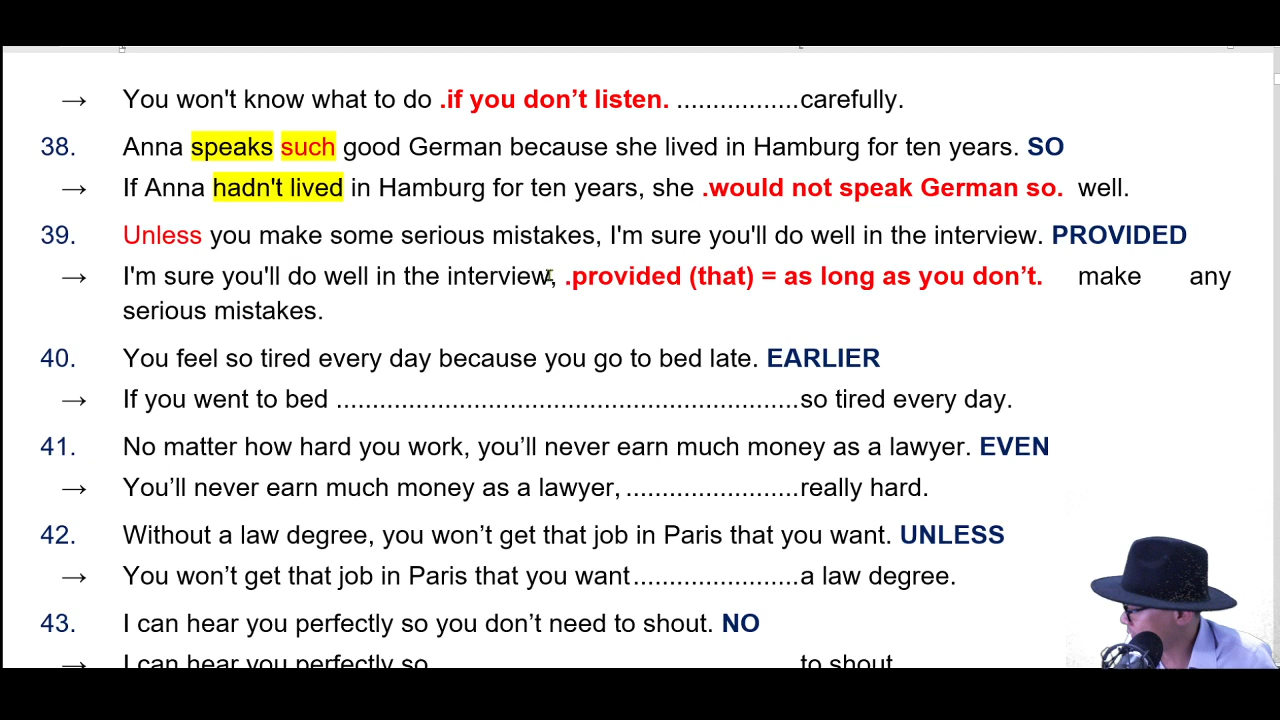 → You won't know what to do .if you don’t listen. .................carefully.
38. Anna speaks such good German because she lived in Hamburg for ten years. SO
→ If Anna hadn't lived in Hamburg for ten years, she .would not speak German so. well.
39. Unless you make some serious mistakes, I'm sure you'll do well in the interview. PROVIDED
→ I'm sure you'll do well in the interview, .provided (that) = as long as you don’t. make any
serious mistakes.
40. You feel so tired every day because you go to bed late. EARLIER
→ If you went to bed ................................................................so tired every day.
41. No matter how hard you work, you’ll never earn much money as a lawyer. EVEN
→ You’ll never earn much money as a lawyer, ........................really hard.
42. Without a law degree, you won’t get that job in Paris that you want. UNLESS
→ You won’t get that job in Paris that you want.......................a law degree.
43. I can hear you perfectly so you don’t need to shout. NO
→ I can hear you perfectly so to shout